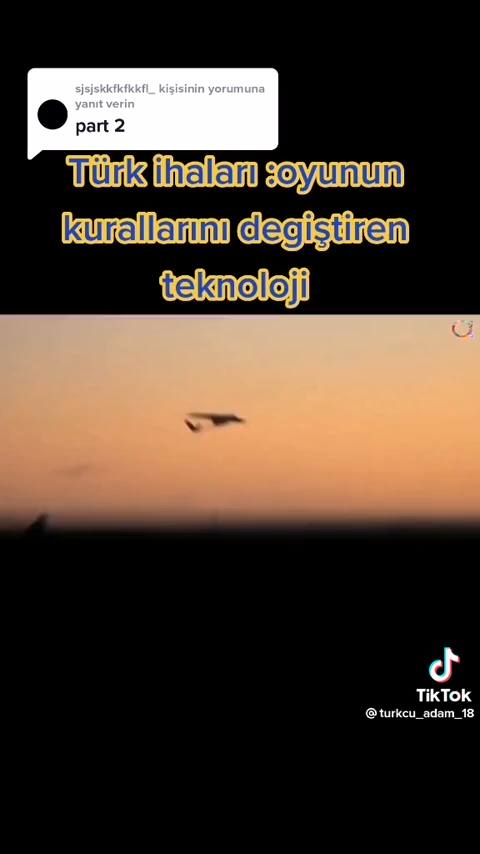 sjsjskkfkfkkfl_ kişisinin yorumuna
yanıt verin
part 2
Türk ihaları :oyunun
kurallarını degiştiren
teknoloji
TikTok
@turkcu_adam_18